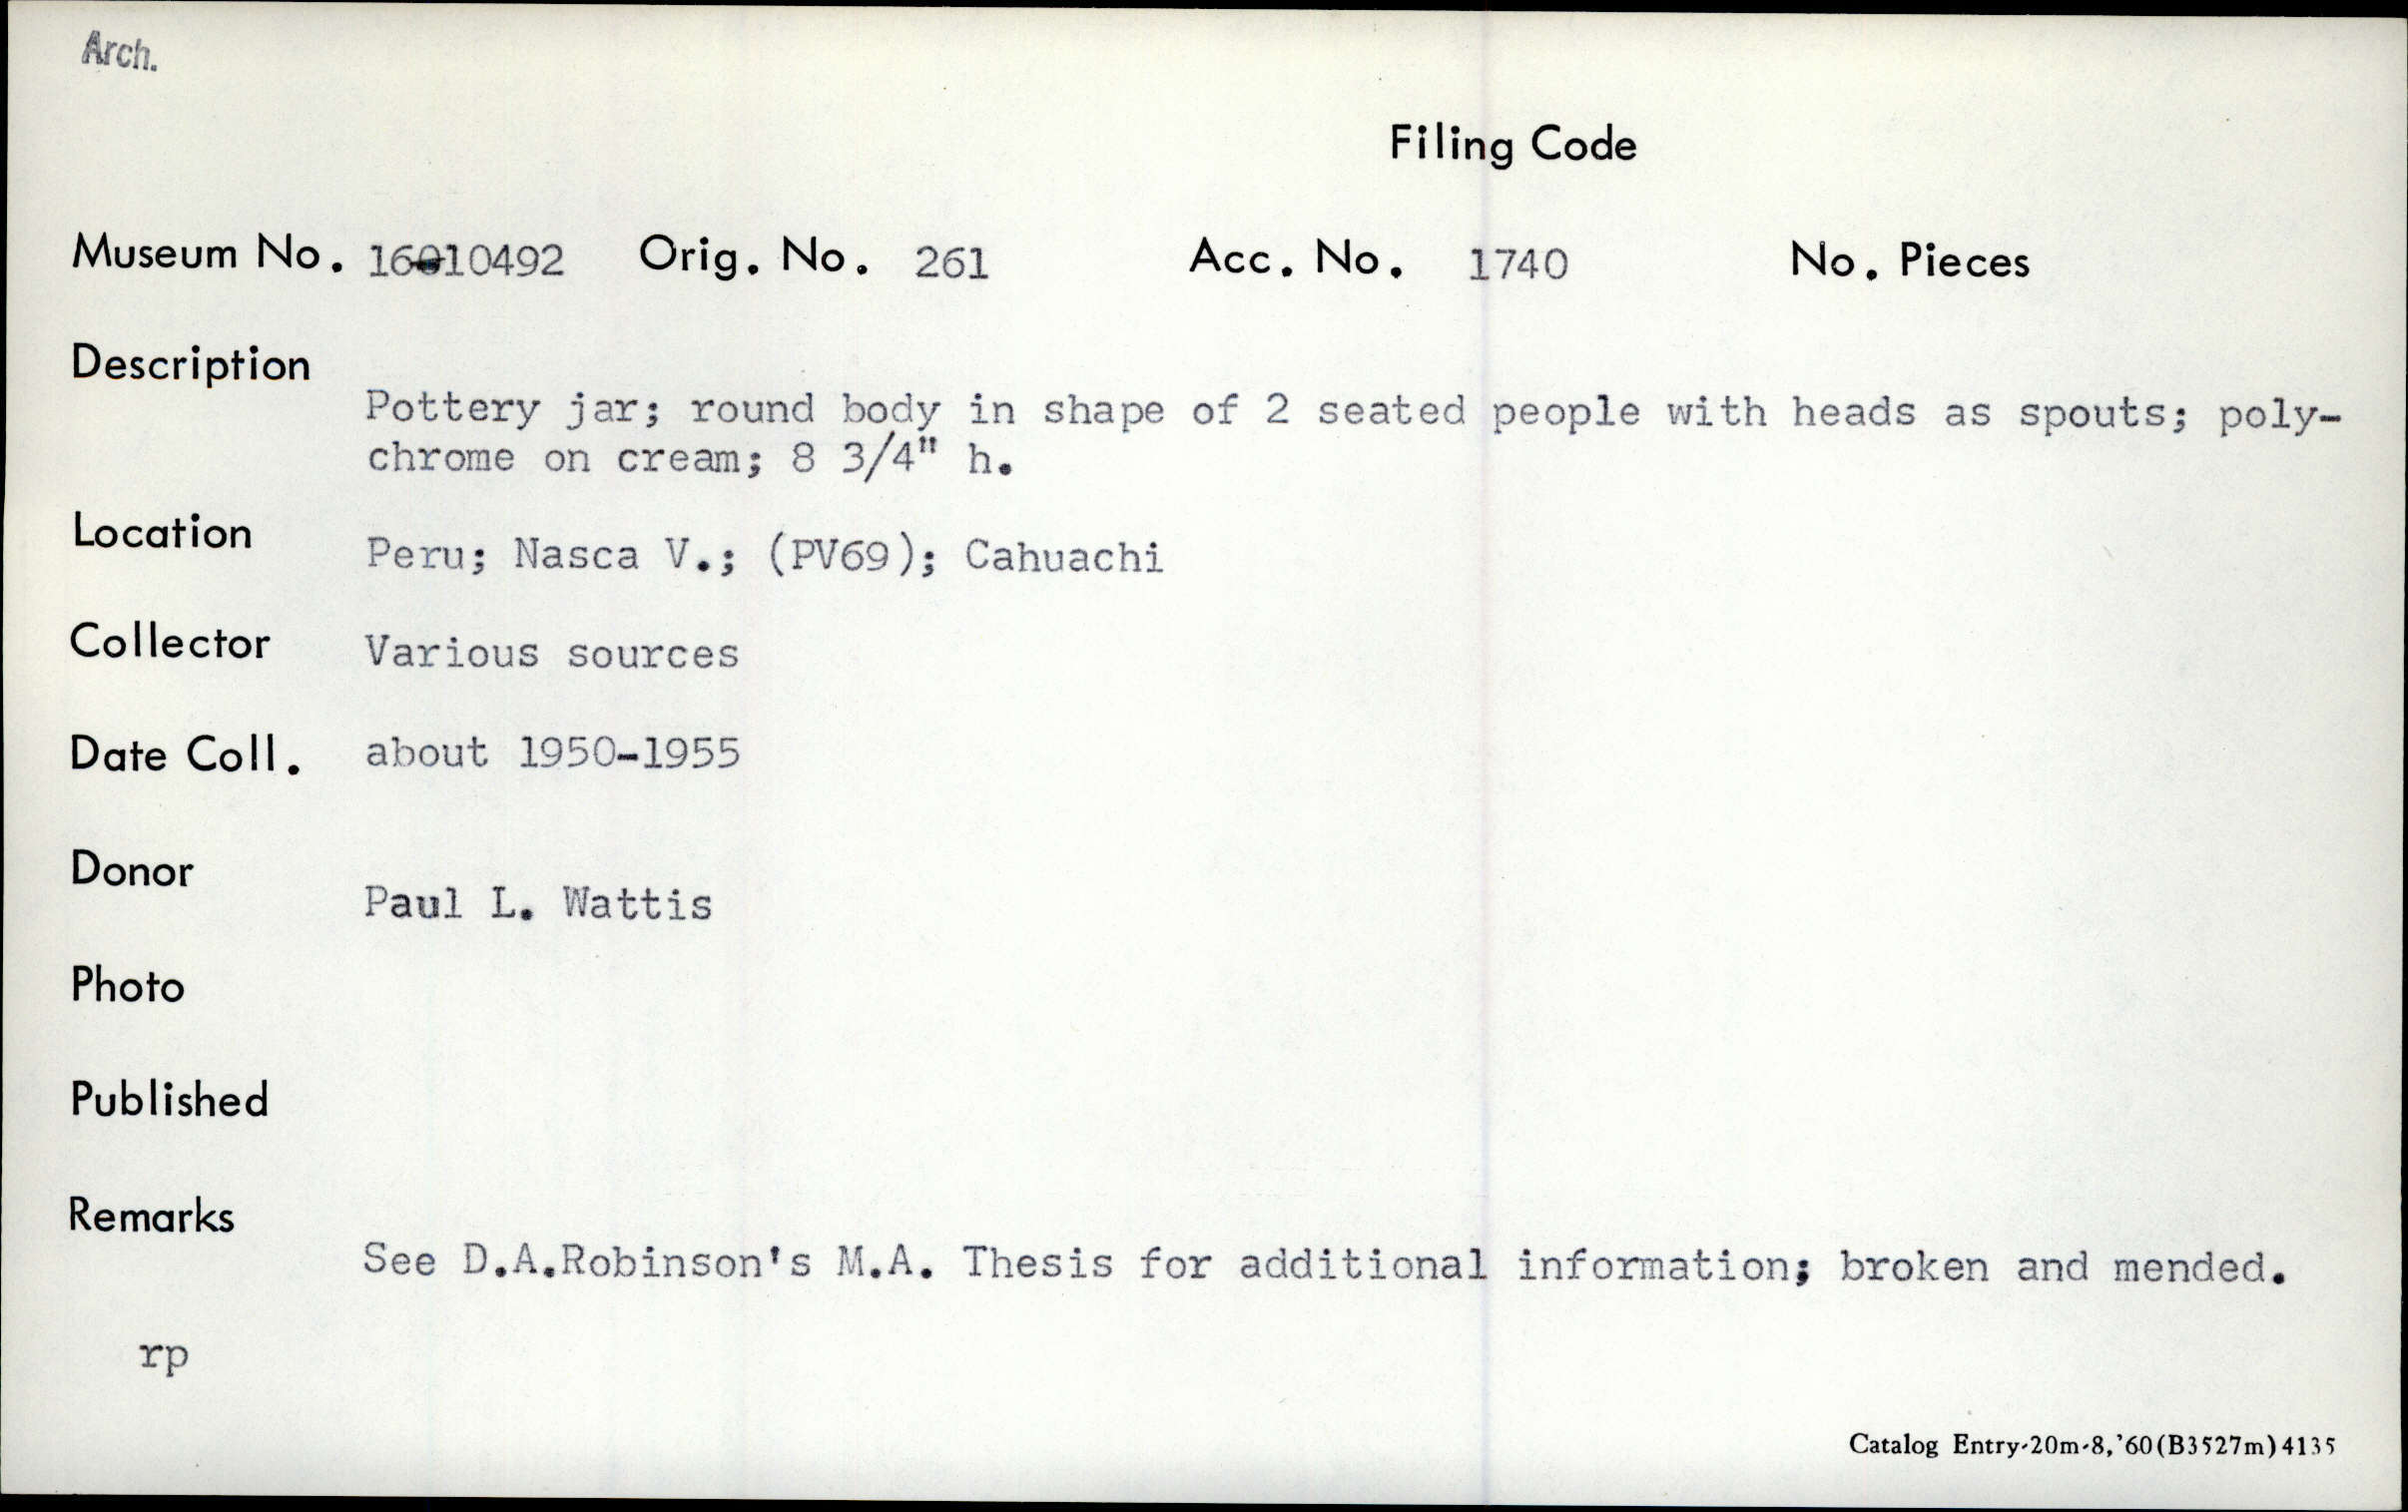 Arch.
Filing Code
Museum No. 16-10492 Orig. No. 261 Acc. No. 1740 No. Pieces
Description
Pottery jar; round body in shape of 2 seated people with heads as spouts; poly-
chrome on cream; 8 3/4" h.
Location Peru; Nasca V.; (PV69); Cahuachi
Collector Various sources
Date Coll. about 1950-1955
Donor
Paul L. Wattis
Photo
Published
Remarks
See D.A.Robinson's M.A. Thesis for additional information; broken and mended.
rp
Catalog Entry-20m-8,'60(B3527m)4135